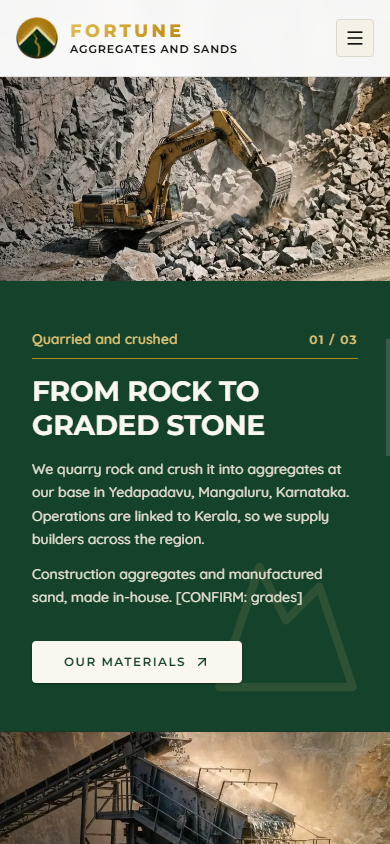 FORTUNE
AGGREGATES AND SANDS
KOMATSU
Quarried and crushed
01 / 03
FROM ROCK TO
GRADED STONE
We quarry rock and crush it into aggregates at
our base in Yedapadavu, Mangaluru, Karnataka.
Operations are linked to Kerala, so we supply
builders across the region.
Construction aggregates and manufactured
sand, made in-house. [CONFIRM: grades]
OUR MATERIALS